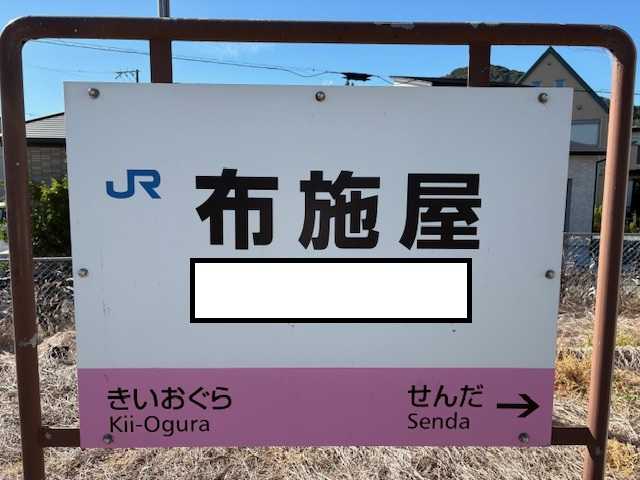 JR
布施屋
きいおぐら
Kii-Ogura
せんだ →
Senda